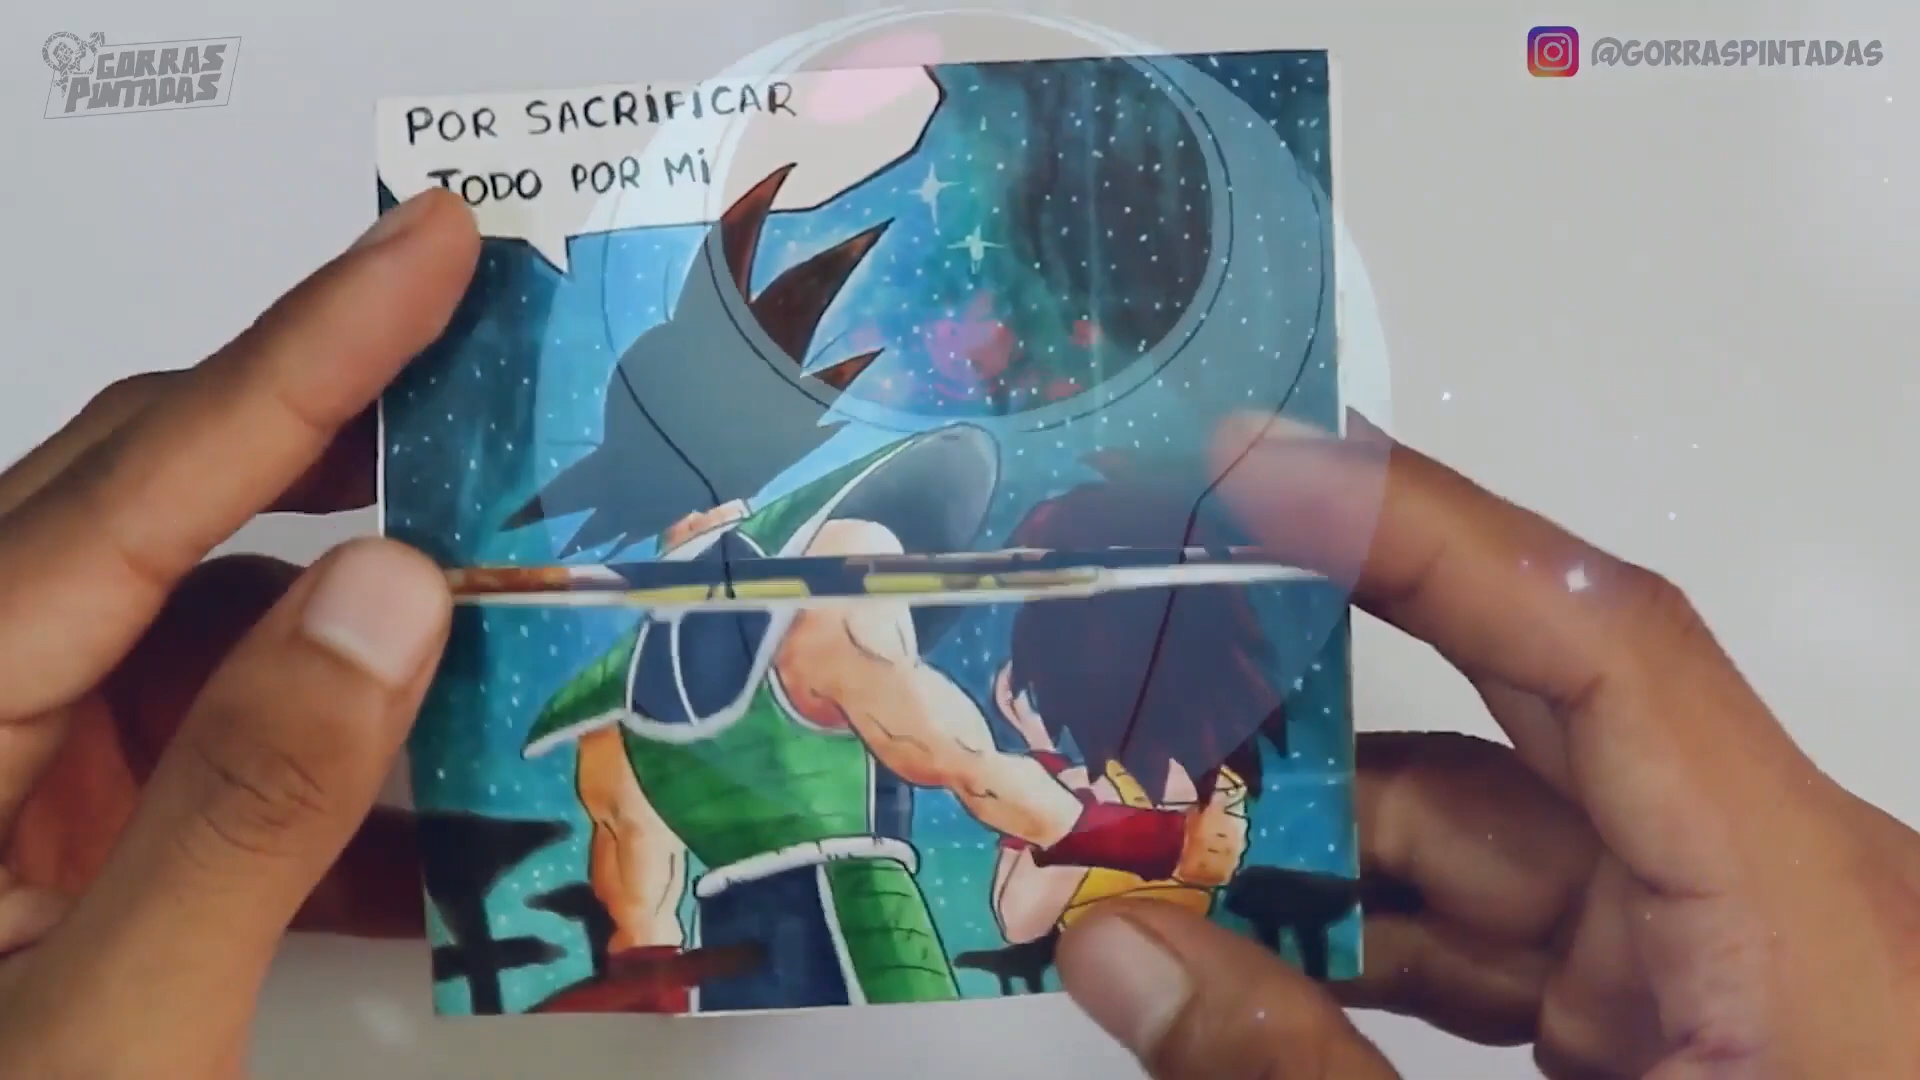 GORRAS
PINTADAS
@GORRASPINTADAS
POR SACRIFICAR
TODO POR MI